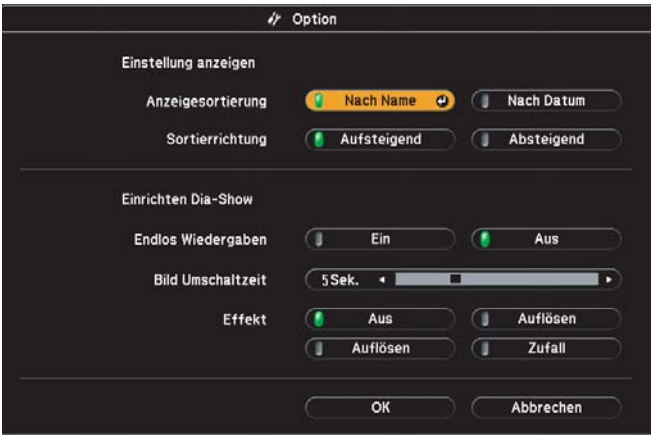 Option
Einstellung anzeigen
Anzeigesortierung Nach Name Nach Datum
Sortierrichtung Aufsteigend Absteigend
Einrichten Dia-Show
Endlos Wiedergaben Ein Aus
Bild Umschaltzeit 5Sek.
Effekt Aus Auflösen
Auflösen Zufall
OK Abbrechen